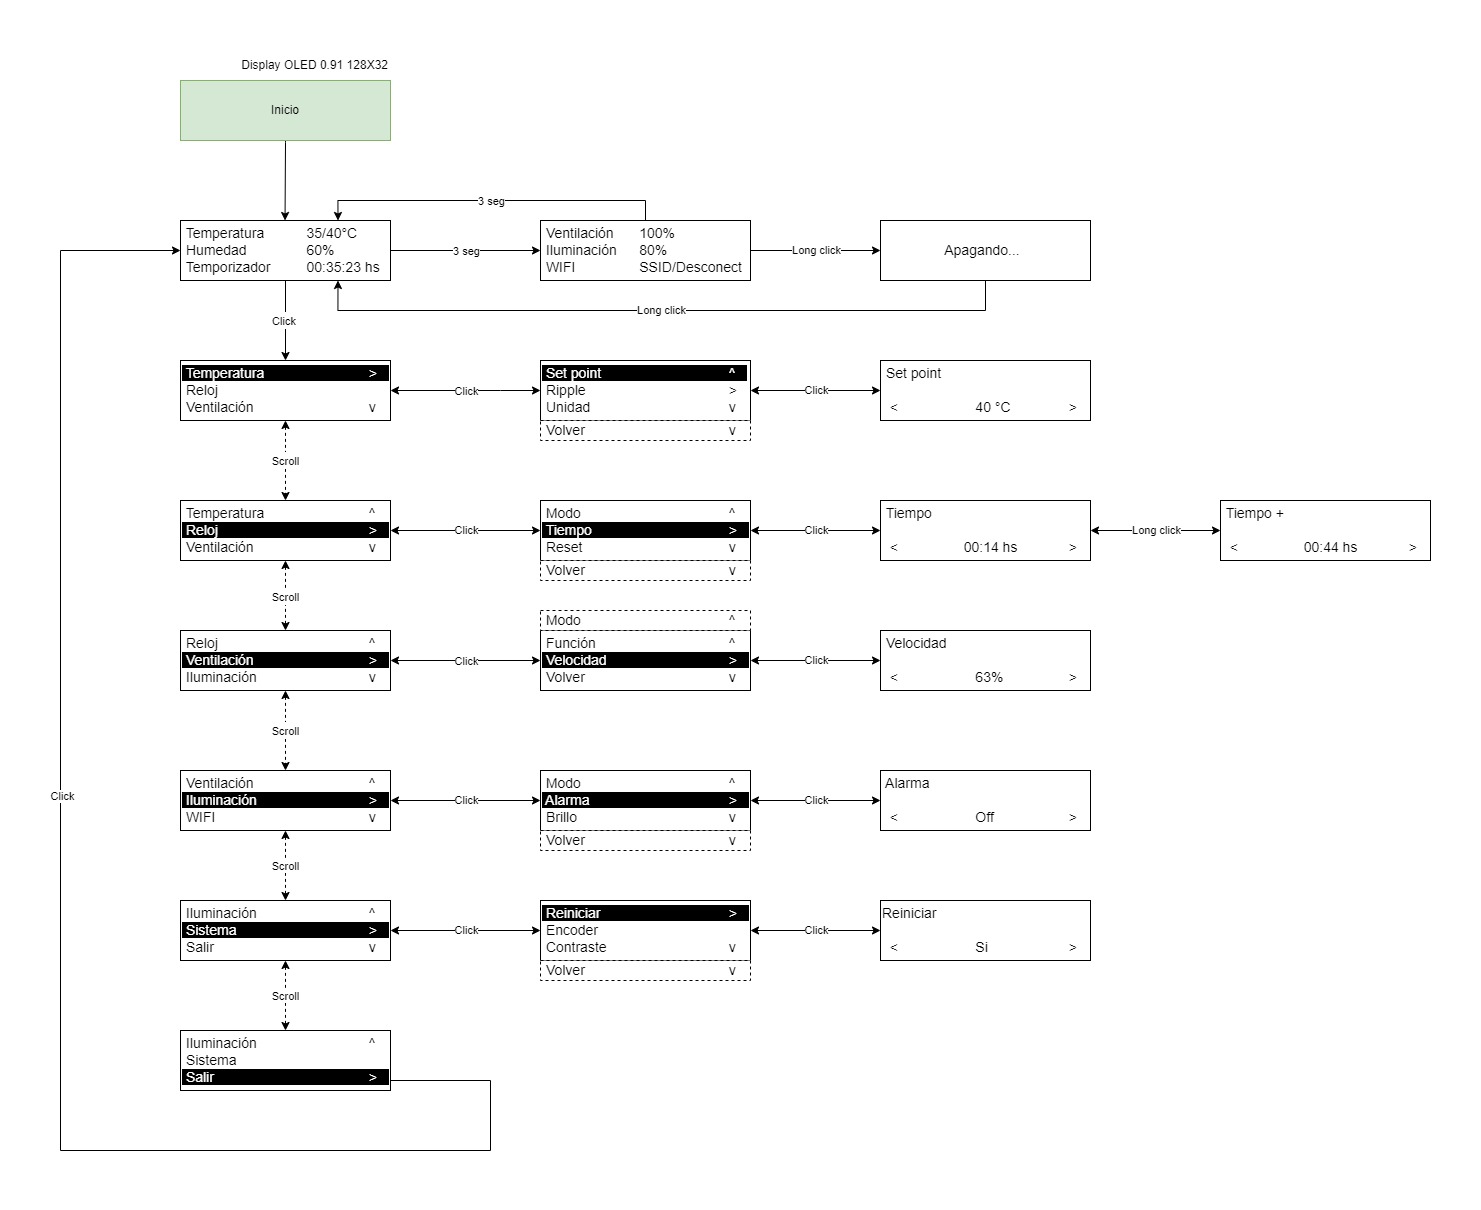 Display OLED 0.91 128X32
Inicio
3 seg
Temperatura 35/40°C
Humedad 60%
Temporizador 00:35:23 hs
3 seg
Ventilación 100%
Iluminación 80%
WIFI SSID/Desconect
Long click
Apagando...
Long click
Click
Temperatura >
Reloj
Ventilación v
Click
Set point ^
Ripple >
Unidad v
Volver v
Click
Set point
< 40 °C >
Scroll
Temperatura ^
Reloj >
Ventilación v
Click
Modo ^
Tiempo >
Reset v
Volver v
Click
Tiempo
< 00:14 hs >
Long click
Tiempo +
< 00:44 hs >
Scroll
Reloj ^
Ventilación >
Iluminación v
Click
Modo ^
Función ^
Velocidad >
Volver v
Click
Velocidad
< 63% >
Scroll
Ventilación ^
Iluminación >
WIFI v
Click
Modo ^
Alarma >
Brillo v
Volver v
Click
Alarma
< Off >
Click
Scroll
Iluminación ^
Sistema >
Salir v
Click
Reiniciar >
Encoder
Contraste v
Volver v
Click
Reiniciar
< Si >
Scroll
Iluminación ^
Sistema
Salir >